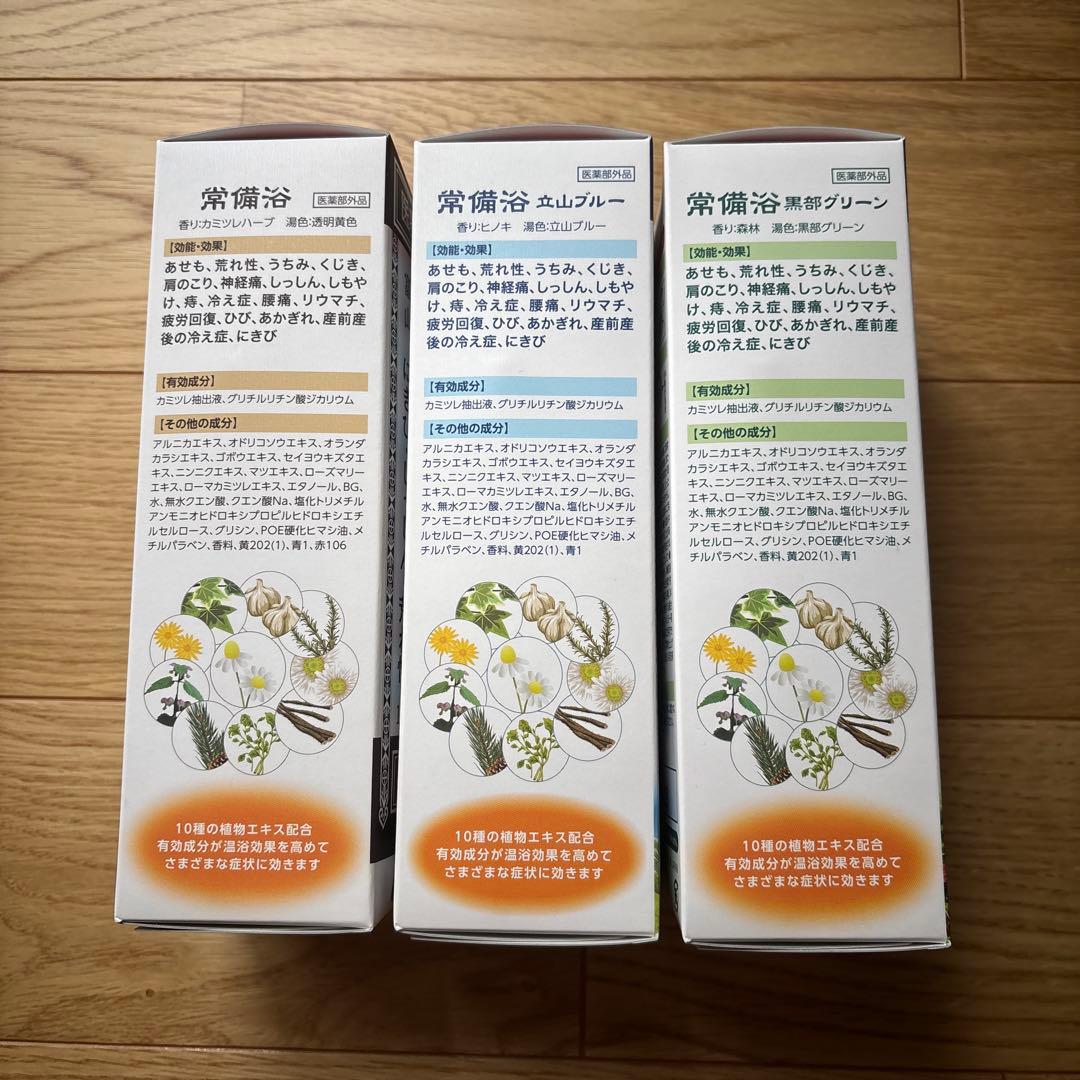 常備浴 医薬部外品
香り:カミツレハーブ 湯色:透明黄色
【効能・効果】
あせも、荒れ性、うちみ、くじき、
肩のこり、神経痛、しっしん、しもや
け、痔、冷え症、腰痛、リウマチ、
疲労回復、ひび、あかぎれ、産前産
後の冷え症、にきび
【有効成分】
カミツレ抽出液、グリチルリチン酸ジカリウム
【その他の成分】
アルニカエキス、オドリコソウエキス、オランダ
カラシエキス、ゴボウエキス、セイヨウキズタエ
キス、ニンニクエキス、マツエキス、ローズマリー
エキス、ローマカミツレエキス、エタノール、BG、
水、無水クエン酸、クエン酸Na、塩化トリメチル
アンモニオヒドロキシプロピルヒドロキシエチ
ルセルロース、グリシン、POE硬化ヒマシ油、メ
チルパラベン、香料、黄202(1)、青1、赤106
10種の植物エキス配合
有効成分が温浴効果を高めて
さまざまな症状に効きます
医薬部外品
常備浴 立山ブルー
香り:ヒノキ 湯色:立山ブルー
【効能・効果】
あせも、荒れ性、うちみ、くじき、
肩のこり、神経痛、しっしん、しもや
け、痔、冷え症、腰痛、リウマチ、
疲労回復、ひび、あかぎれ、産前産
後の冷え症、にきび
【有効成分】
カミツレ抽出液、グリチルリチン酸ジカリウム
【その他の成分】
アルニカエキス、オドリコソウエキス、オランダ
カラシエキス、ゴボウエキス、セイヨウキズタエ
キス、ニンニクエキス、マツエキス、ローズマリー
エキス、ローマカミツレエキス、エタノール、BG、
水、無水クエン酸、クエン酸Na、塩化トリメチル
アンモニオヒドロキシプロピルヒドロキシエチ
ルセルロース、グリシン、POE硬化ヒマシ油、メ
チルパラベン、香料、黄202(1)、青1
10種の植物エキス配合
有効成分が温浴効果を高めて
さまざまな症状に効きます
医薬部外品
常備浴 黒部グリーン
香り:森林 湯色:黒部グリーン
【効能・効果】
あせも、荒れ性、うちみ、くじき、
肩のこり、神経痛、しっしん、しもや
け、痔、冷え症、腰痛、リウマチ、
疲労回復、ひび、あかぎれ、産前産
後の冷え症、にきび
【有効成分】
カミツレ抽出液、グリチルリチン酸ジカリウム
【その他の成分】
アルニカエキス、オドリコソウエキス、オランダ
カラシエキス、ゴボウエキス、セイヨウキズタエ
キス、ニンニクエキス、マツエキス、ローズマリー
エキス、ローマカミツレエキス、エタノール、BG、
水、無水クエン酸、クエン酸Na、塩化トリメチル
アンモニオヒドロキシプロピルヒドロキシエチ
ルセルロース、グリシン、POE硬化ヒマシ油、メ
チルパラベン、香料、黄202(1)、青1
10種の植物エキス配合
有効成分が温浴効果を高めて
さまざまな症状に効きます